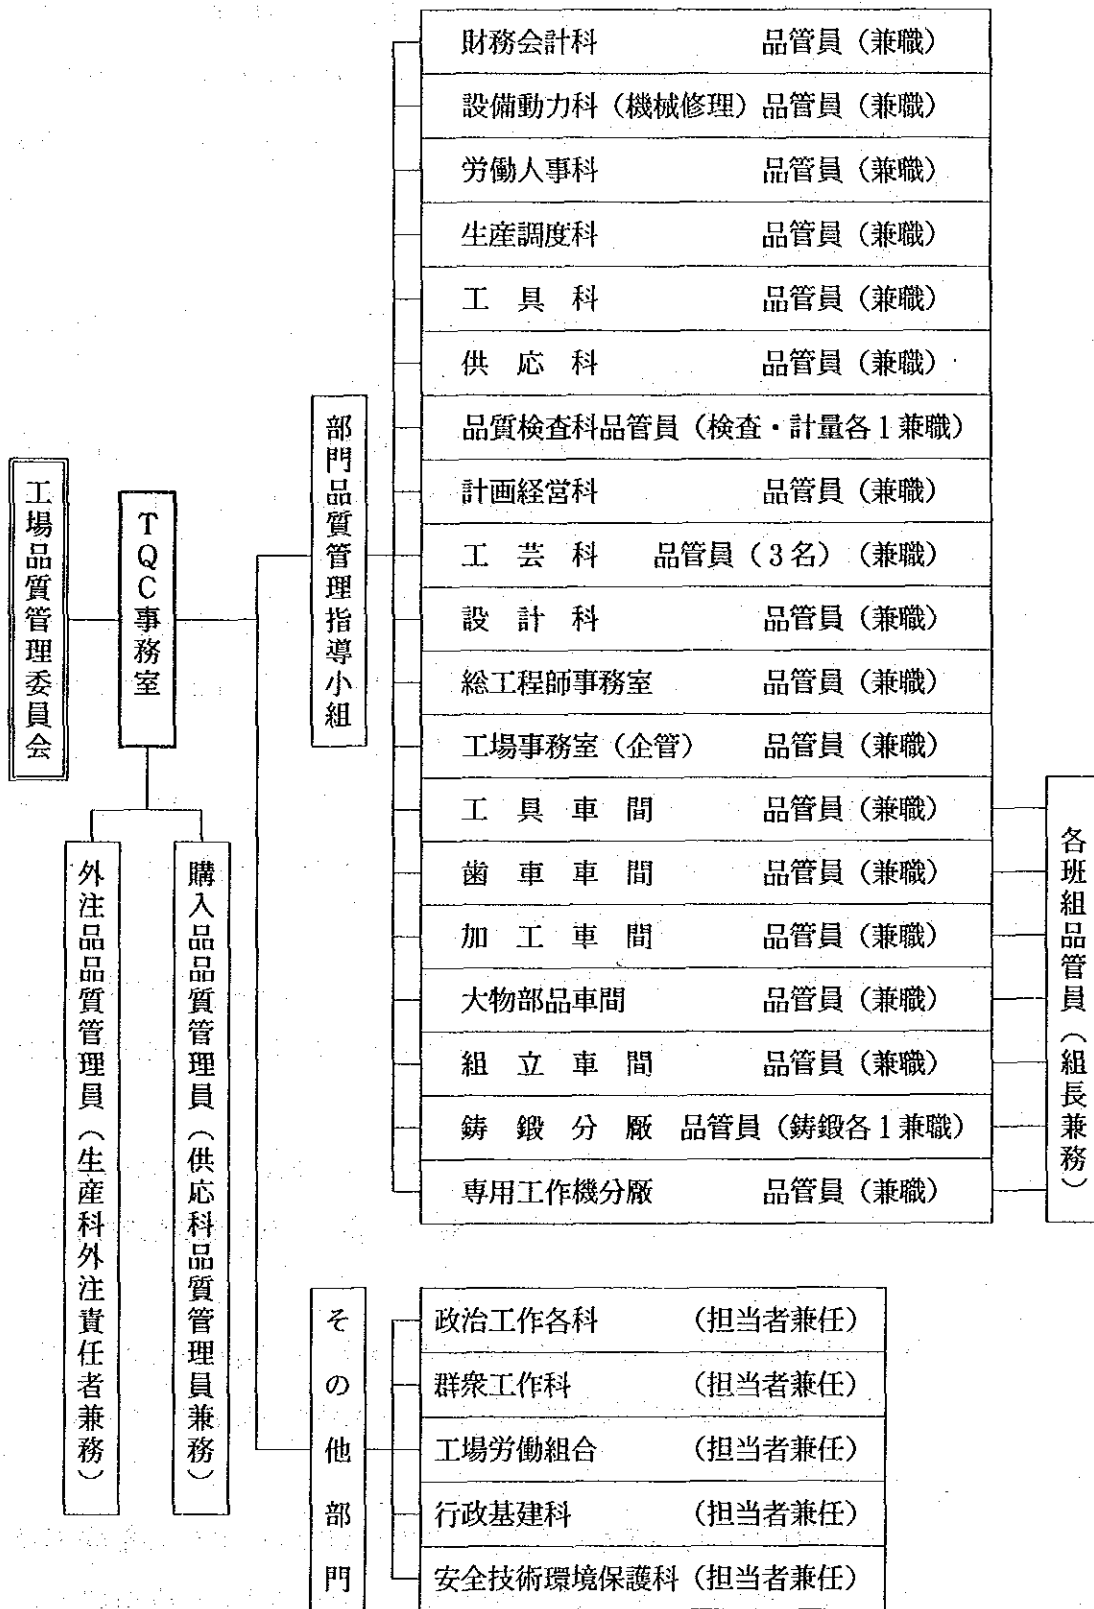 工場品質管理委員会
TQC事務室
外注品品質管理員（生産科外注責任者兼務）
購入品品質管理員（供応科品質管理員兼務）
部門品質管理指導小組
財務会計科 品管員（兼職）
設備動力科（機械修理）品管員（兼職）
労働人事科 品管員（兼職）
生産調度科 品管員（兼職）
工具科 品管員（兼職）
供応科 品管員（兼職）
品質検査科品管員（検査・計量各1兼職）
計画経営科 品管員（兼職）
工芸科 品管員（3名）（兼職）
設計科 品管員（兼職）
総工程師事務室 品管員（兼職）
工場事務室（企管） 品管員（兼職）
工具車間 品管員（兼職）
歯車車間 品管員（兼職）
加工車間 品管員（兼職）
大物部品車間 品管員（兼職）
組立車間 品管員（兼職）
鋳鍛分厰 品管員（鋳鍛各1兼職）
専用工作機分厰 品管員（兼職）
各班組品管員（組長兼務）
その他部門
政治工作各科 （担当者兼任）
群衆工作科 （担当者兼任）
工場労働組合 （担当者兼任）
行政基建科 （担当者兼任）
安全技術環境保護科（担当者兼任）